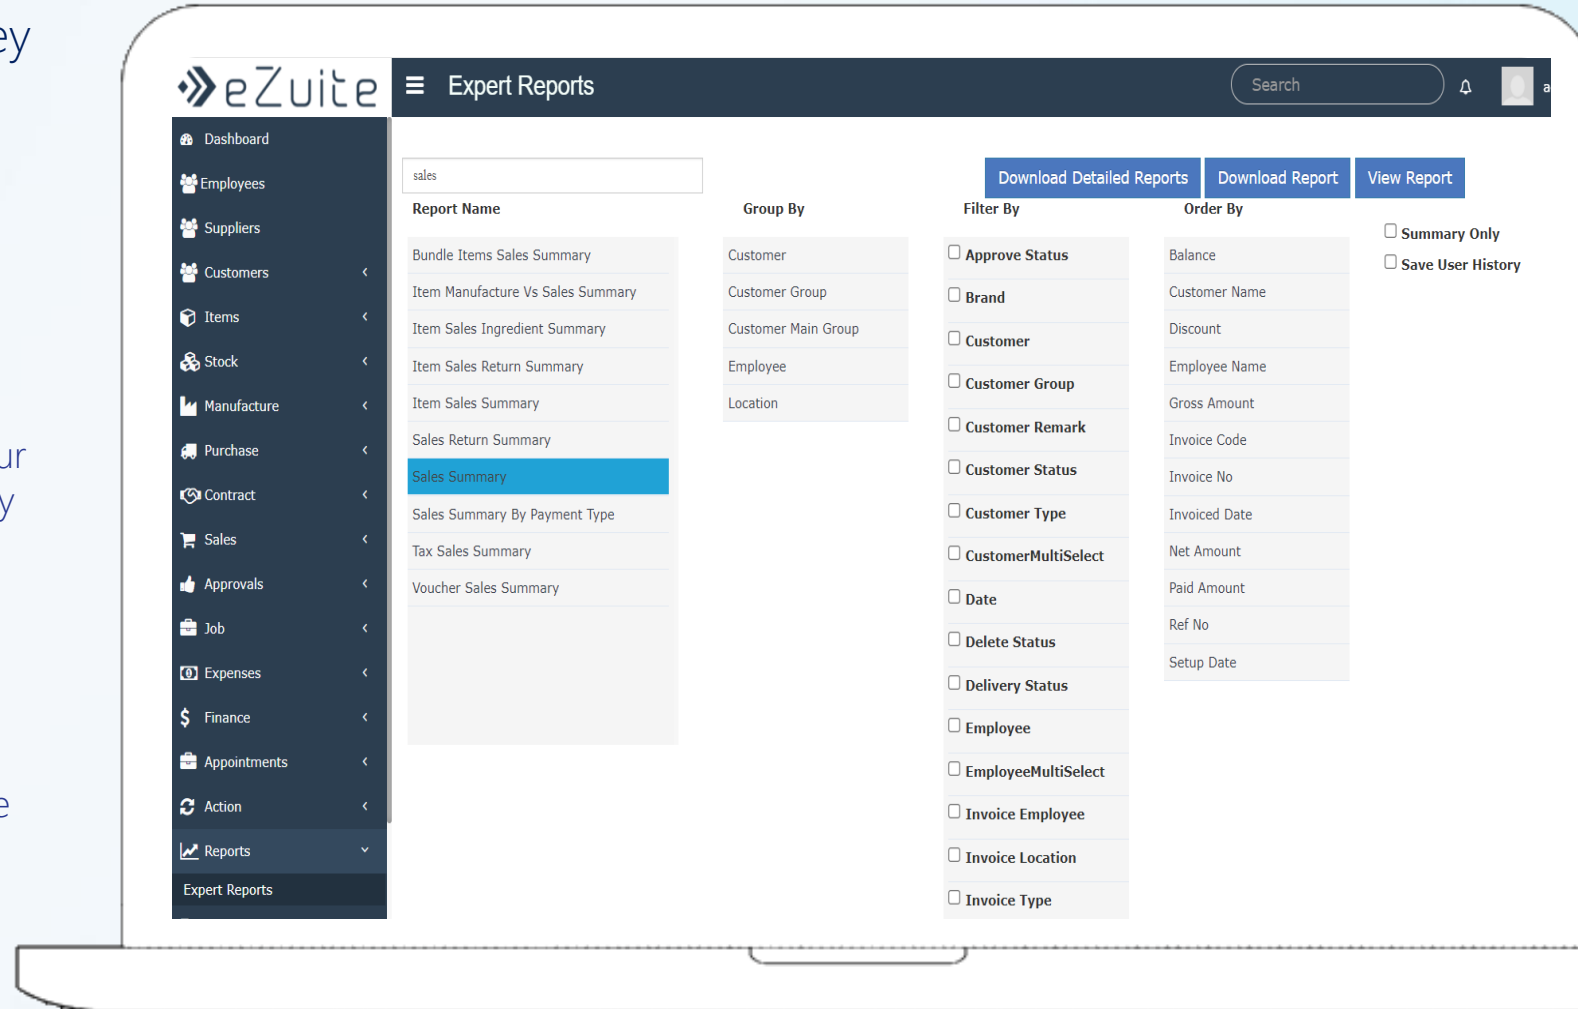 ey
ur
y
e
eZuite
Expert Reports
Search
a
Dashboard
Employees
Suppliers
Customers
Items
Stock
Manufacture
Purchase
Contract
Sales
Approvals
Job
Expenses
Finance
Appointments
Action
Reports
Expert Reports
sales
Download Detailed Reports
Download Report
View Report
Report Name
Bundle Items Sales Summary
Item Manufacture Vs Sales Summary
Item Sales Ingredient Summary
Item Sales Return Summary
Item Sales Summary
Sales Return Summary
Sales Summary
Sales Summary By Payment Type
Tax Sales Summary
Voucher Sales Summary
Group By
Customer
Customer Group
Customer Main Group
Employee
Location
Filter By
Approve Status
Brand
Customer
Customer Group
Customer Remark
Customer Status
Customer Type
CustomerMultiSelect
Date
Delete Status
Delivery Status
Employee
EmployeeMultiSelect
Invoice Employee
Invoice Location
Invoice Type
Order By
Balance
Customer Name
Discount
Employee Name
Gross Amount
Invoice Code
Invoice No
Invoiced Date
Net Amount
Paid Amount
Ref No
Setup Date
Summary Only
Save User History